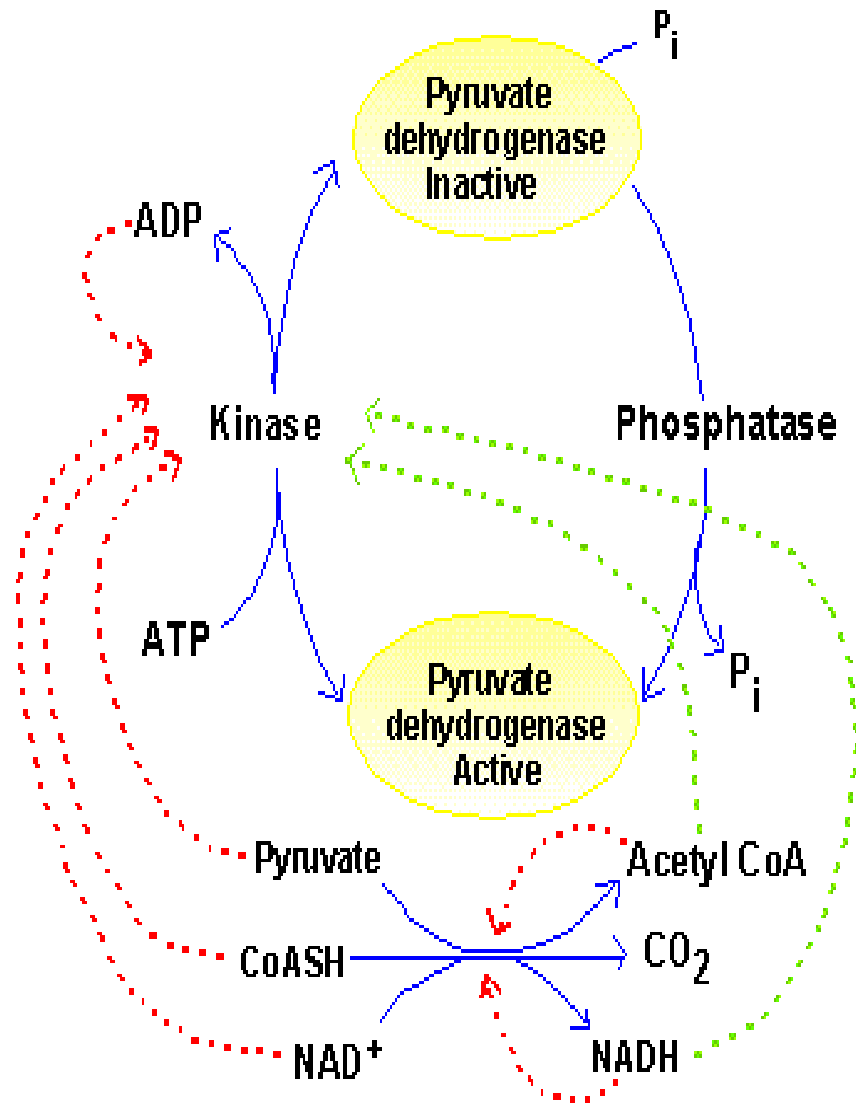 Pi
Pyruvate
dehydrogenase
Inactive
ADP
Kinase
Phosphatase
ATP
Pi
Pyruvate
dehydrogenase
Active
Pyruvate
Acetyl CoA
CoASH
CO2
NAD+
NADH